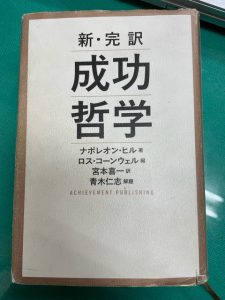 新・完訳
成功
哲学
ナポレオン・ヒル 著
ロス・コーンウェル 編
宮本喜一 訳
青木仁志 解題
ACHIEVEMENT PUBLISHING